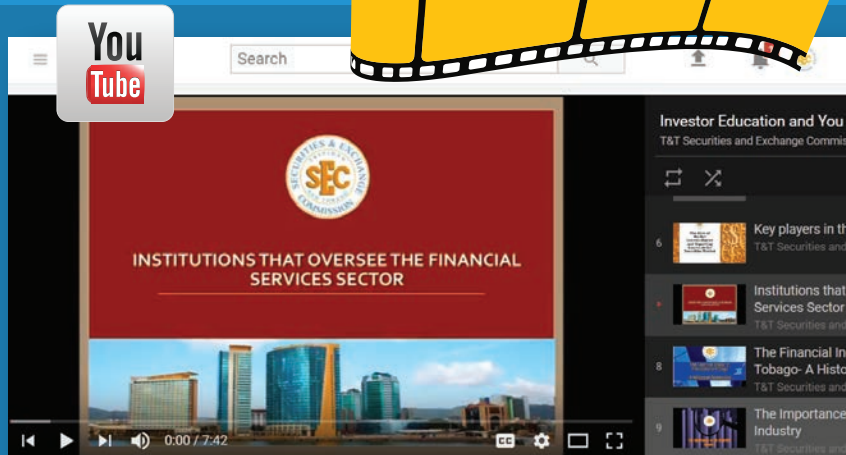 You
Tube
Search
SECURITIES & EXCHANGE
SEC
COMMISSION
INSTITUTIONS THAT OVERSEE THE FINANCIAL
SERVICES SECTOR
0:00 / 7:42
CC
Investor Education and You
T&T Securities and Exchange Commis
6
Key players in th
T&T Securities and
Institutions that
Services Sector
T&T Securities and
8
The Financial In
Tobago- A Histo
T&T Securities and
9
The Importance
Industry
T&T Securities and